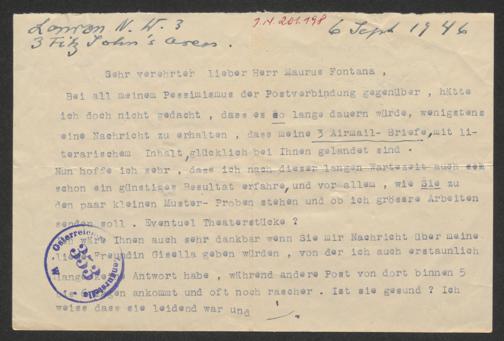 London N. W. 3
3 Fitz John's Aven.
I.N. 201.198
6 Sept 1946
Sehr verehrter lieber Herr Maurus Fontana,
Bei all meinem Pessimismus der Postverbindung gegenüber, hätte
ich doch nicht gedacht, dass es so lange dauern würde, wenigstens
eine Nachricht zu erhalten, dass meine 3 Airmail-Briefe, mit li-
terarischem Inhalt, glücklich bei Ihnen gelandet sind.
Nun hoffe ich sehr, dass ich nach dieser langen Wartezeit auch
schon ein günstiges Resultat erfahre, und vor allem, wie Sie zu
den paar kleinen Muster-Proben stehen und ob ich grössere Arbeiten
senden soll. Eventuel Theaterstücke?
wäre Ihnen auch sehr dankbar wenn Sie mir Nachricht über meine
Freundin Gisella geben würden, von der ich auch erstaunlich
lange Antwort habe, während andere Post von dort binnen 5
ankommt und oft noch rascher. Ist sie gesund? Ich
weiss dass sie leidend war und
Österreichische Zensurstelle W.
333